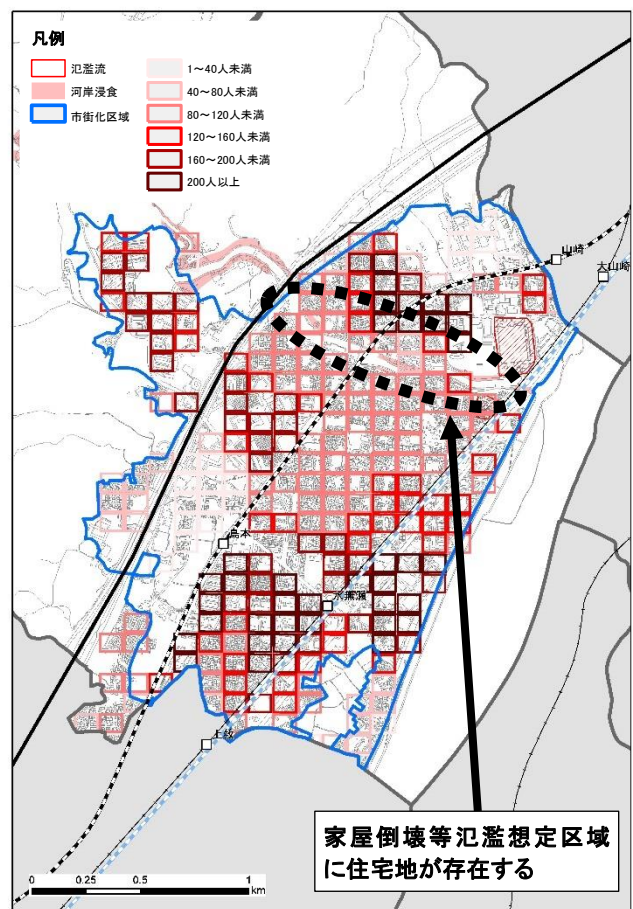 凡例
氾濫流
河岸浸食
市街化区域
1～40人未満
40～80人未満
80～120人未満
120～160人未満
160～200人未満
200人以上
山崎
大山崎
島本
水無瀬
上牧
家屋倒壊等氾濫想定区域
に住宅地が存在する
0 0.25 0.5 1
km